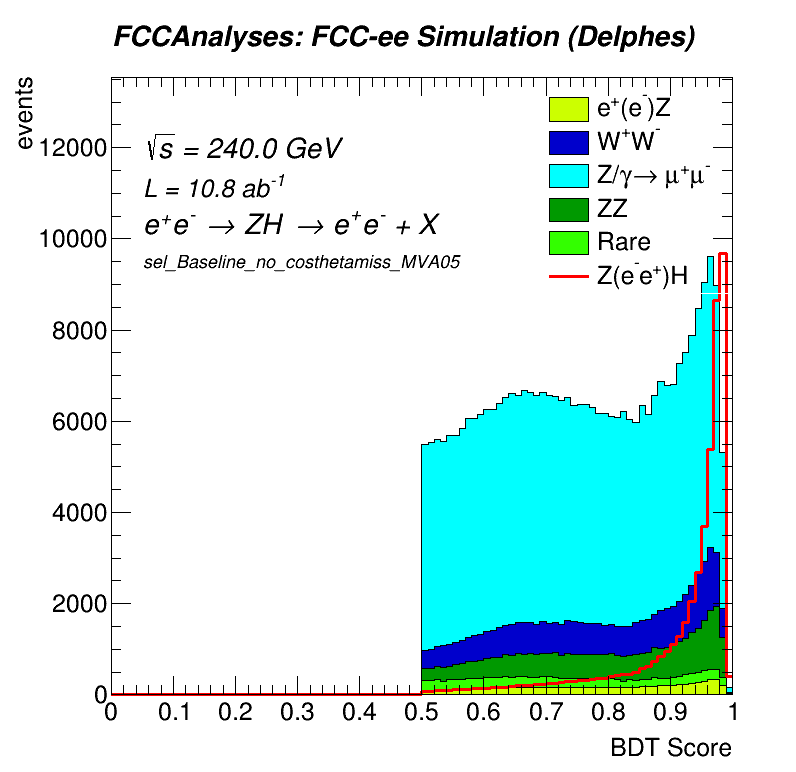 FCCAnalyses: FCC-ee Simulation (Delphes)
events
√s = 240.0 GeV
L = 10.8 ab⁻¹
e⁺e⁻ → ZH → e⁺e⁻ + X
sel_Baseline_no_costhetamiss_MVA05
e⁺(e⁻)Z
W⁺W⁻
Z/γ→ μ⁺μ⁻
ZZ
Rare
Z(e⁻e⁺)H
12000
10000
8000
6000
4000
2000
0
0 0.1 0.2 0.3 0.4 0.5 0.6 0.7 0.8 0.9 1
BDT Score